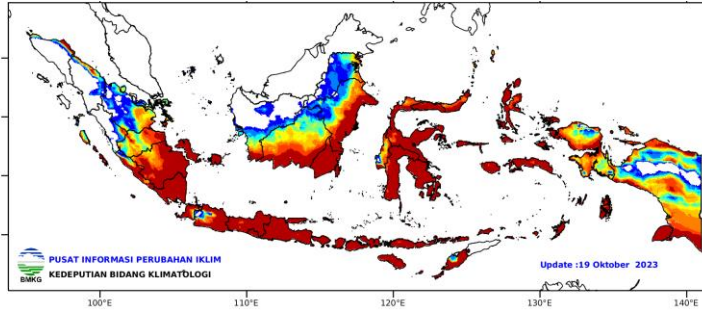 PUSAT INFORMASI PERUBAHAN IKLIM
KEDEPUTIAN BIDANG KLIMATOLOGI
BMKG
Update :19 Oktober 2023
100°E 110°E 120°E 130°E 140°E